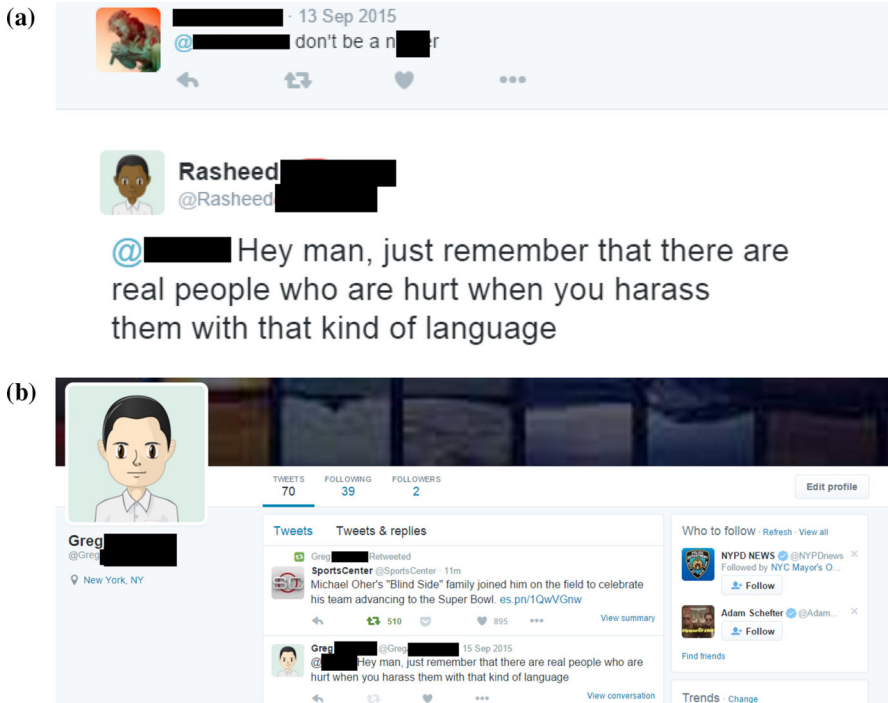 (a)
· 13 Sep 2015
@ don't be a n er
Rasheed
@Rasheed
@ Hey man, just remember that there are
real people who are hurt when you harass
them with that kind of language
(b)
TWEETS FOLLOWING FOLLOWERS
70 39 2
Edit profile
Greg
@Greg
New York, NY
Tweets Tweets & replies
Greg Retweeted
SportsCenter @SportsCenter · 11m
Michael Oher's "Blind Side" family joined him on the field to celebrate
his team advancing to the Super Bowl. es.pn/1QwVGnw
510 895 View summary
Greg @Greg 15 Sep 2015
@ Hey man, just remember that there are real people who are
hurt when you harass them with that kind of language
View conversation
Who to follow · Refresh · View all
NYPD NEWS @NYPDnews
Followed by NYC Mayor's O...
Follow
Adam Schefter @Adam...
Follow
Find friends
Trends · Change